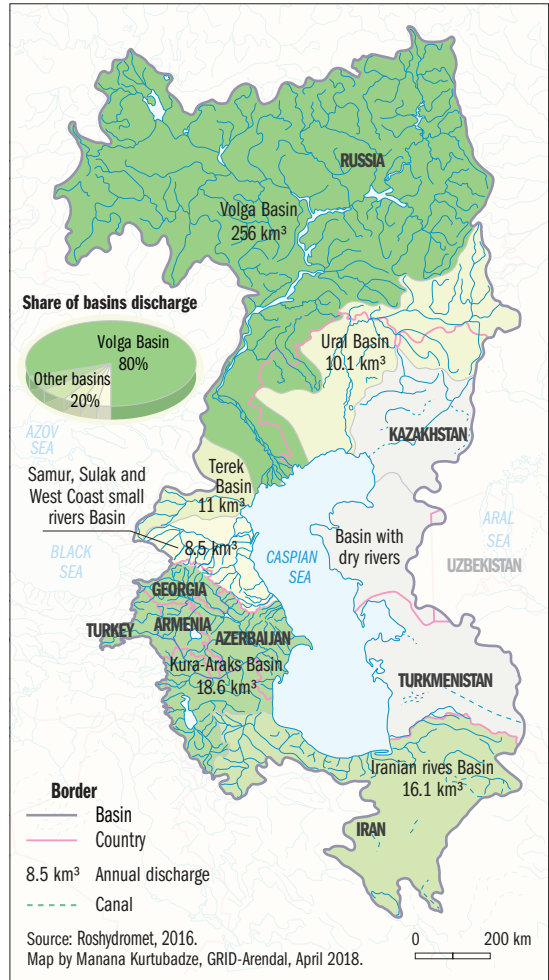 RUSSIA
Volga Basin
256 km³
Share of basins discharge
Volga Basin
80%
Other basins
20%
Ural Basin
10.1 km³
KAZAKHSTAN
AZOV
SEA
Terek
Basin
11 km³
Samur, Sulak and
West Coast small
rivers Basin
8.5 km³
BLACK
SEA
CASPIAN
SEA
Basin with
dry rivers
ARAL
SEA
UZBEKISTAN
GEORGIA
TURKEY
ARMENIA
AZERBAIJAN
Kura-Araks Basin
18.6 km³
TURKMENISTAN
Iranian rives Basin
16.1 km³
IRAN
Border
Basin
Country
8.5 km³ Annual discharge
Canal
Source: Roshydromet, 2016.
Map by Manana Kurtubadze, GRID-Arendal, April 2018.
0 200 km